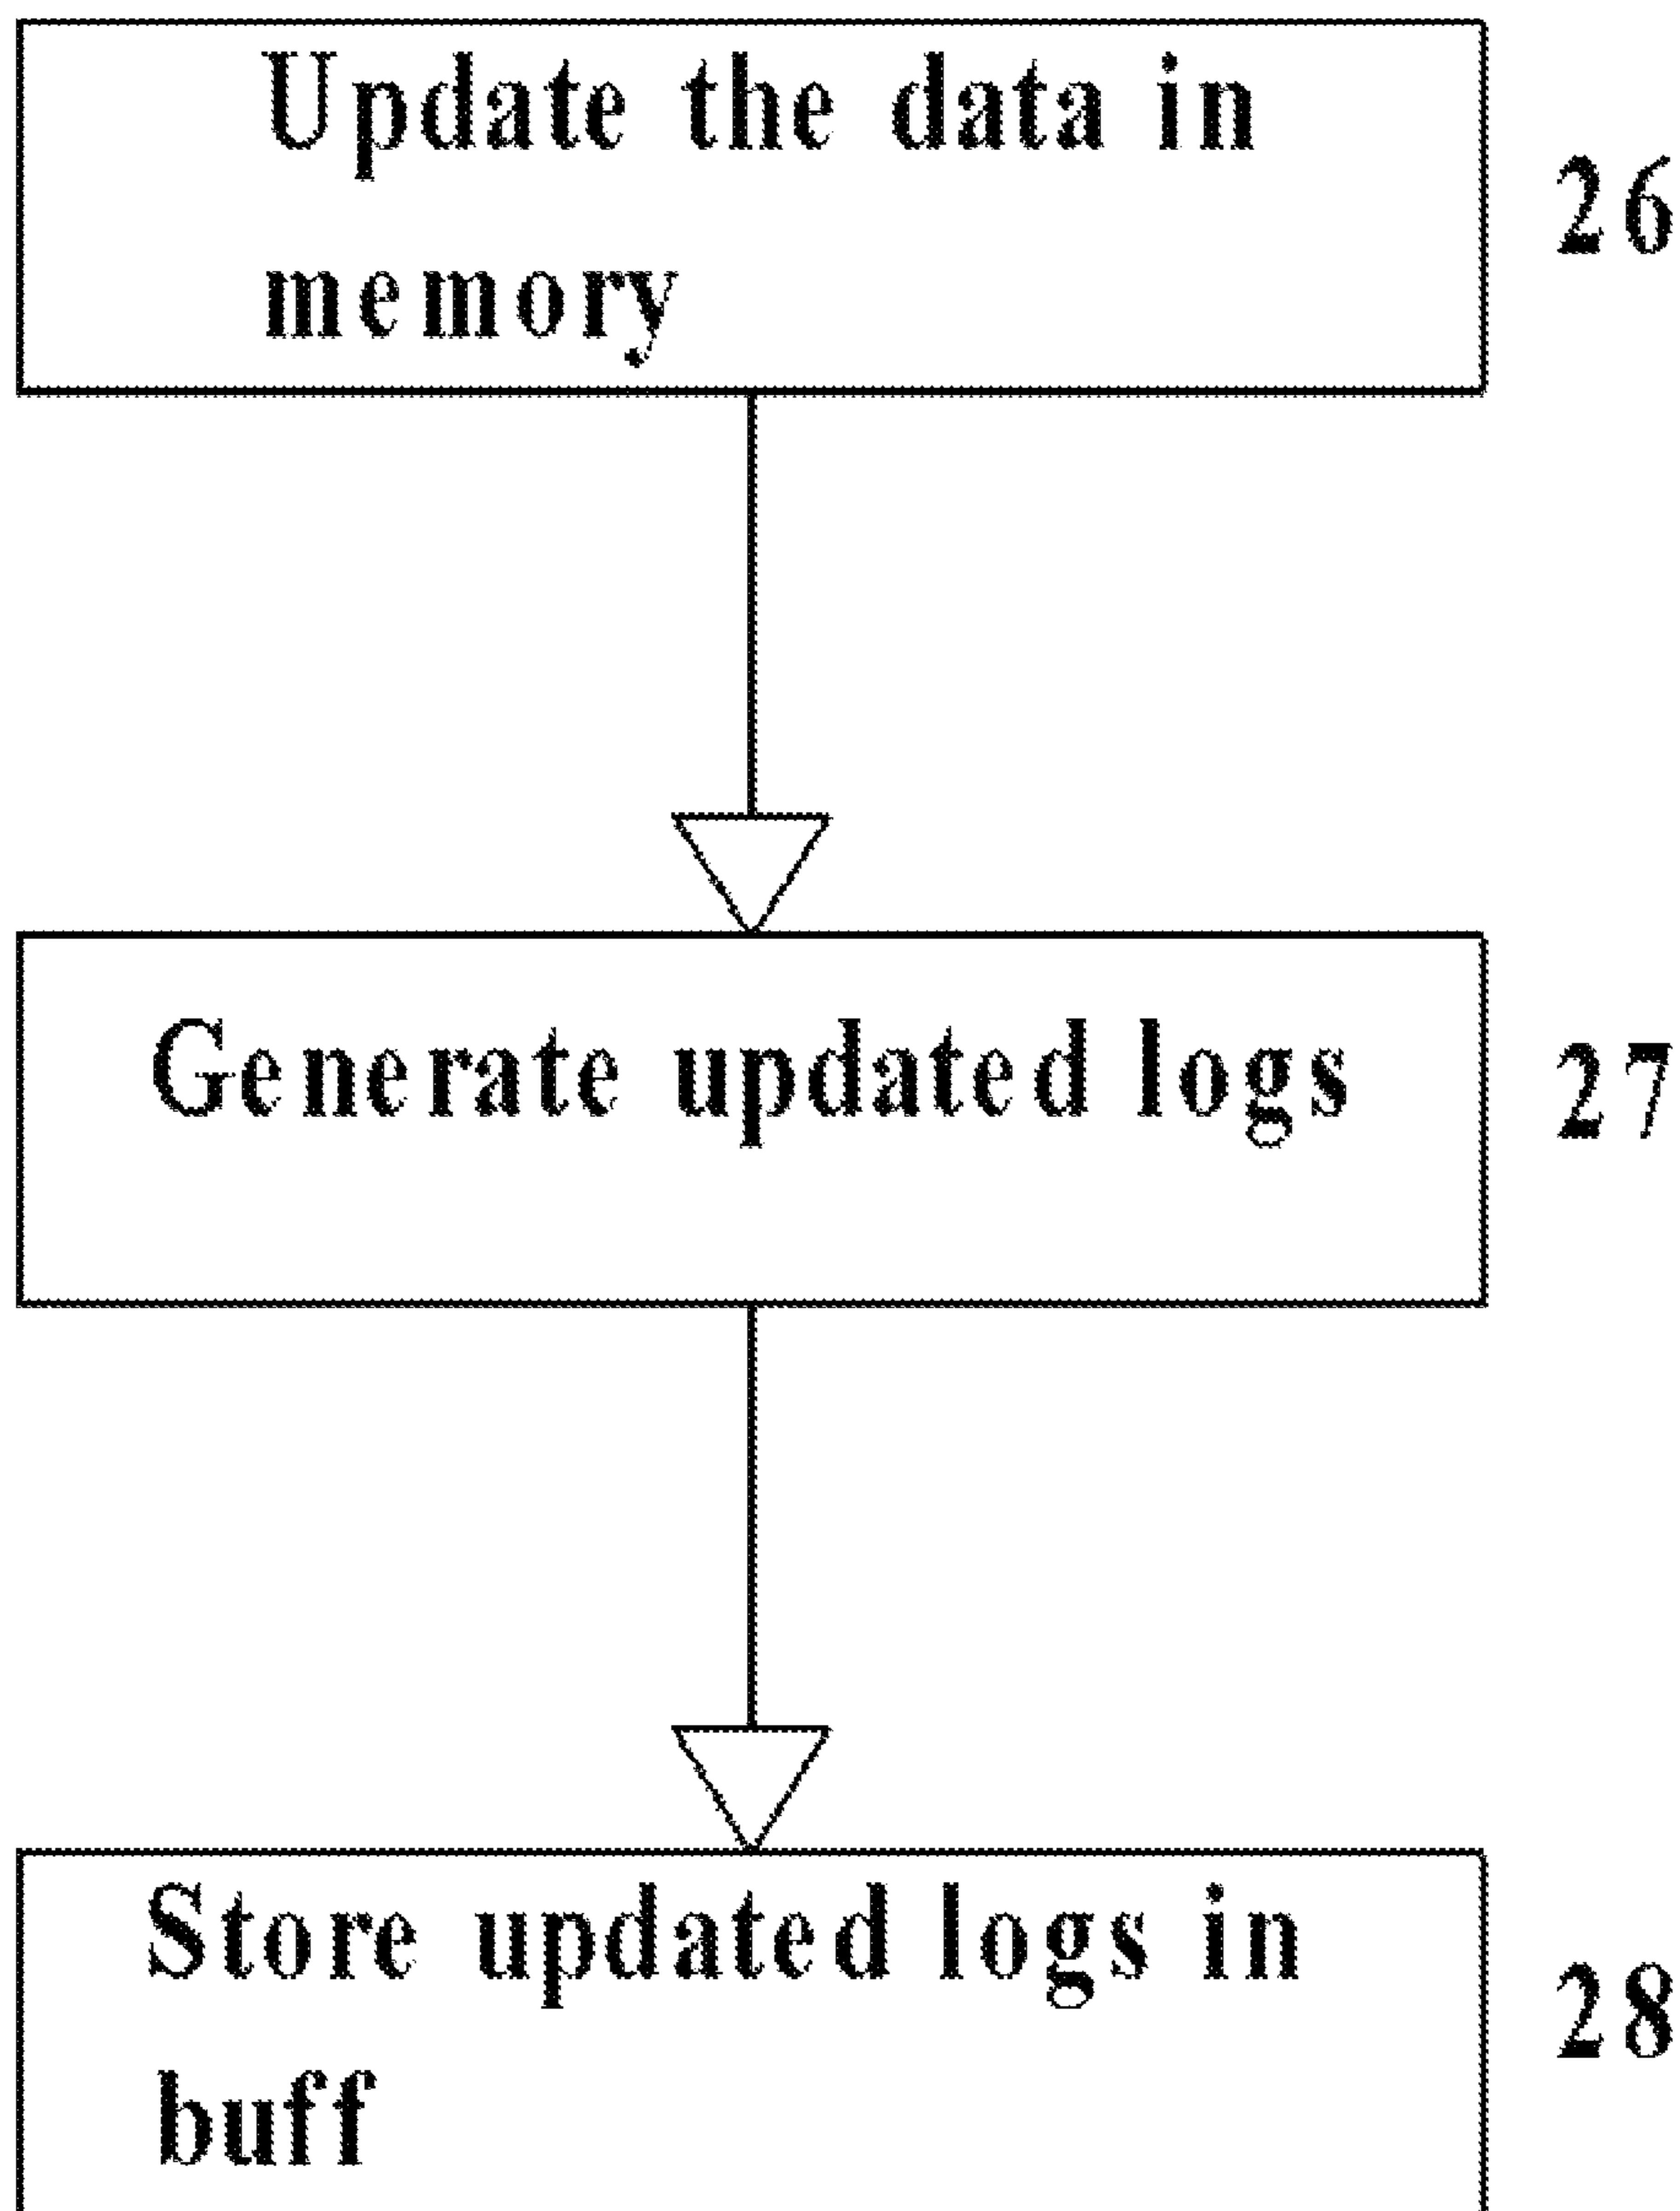 Update the data in
memory
26
Generate updated logs
27
Store updated logs in
buff
28